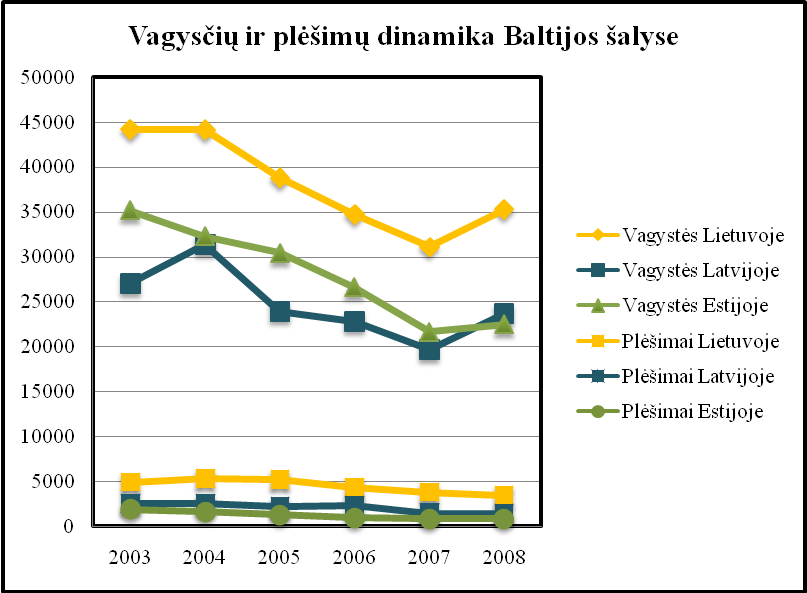 Vagysčių ir plėšimų dinamika Baltijos šalyse
50000
45000
40000
35000
30000
25000
20000
15000
10000
5000
0
2003 2004 2005 2006 2007 2008
Vagystės Lietuvoje
Vagystės Latvijoje
Vagystės Estijoje
Plėšimai Lietuvoje
Plėšimai Latvijoje
Plėšimai Estijoje